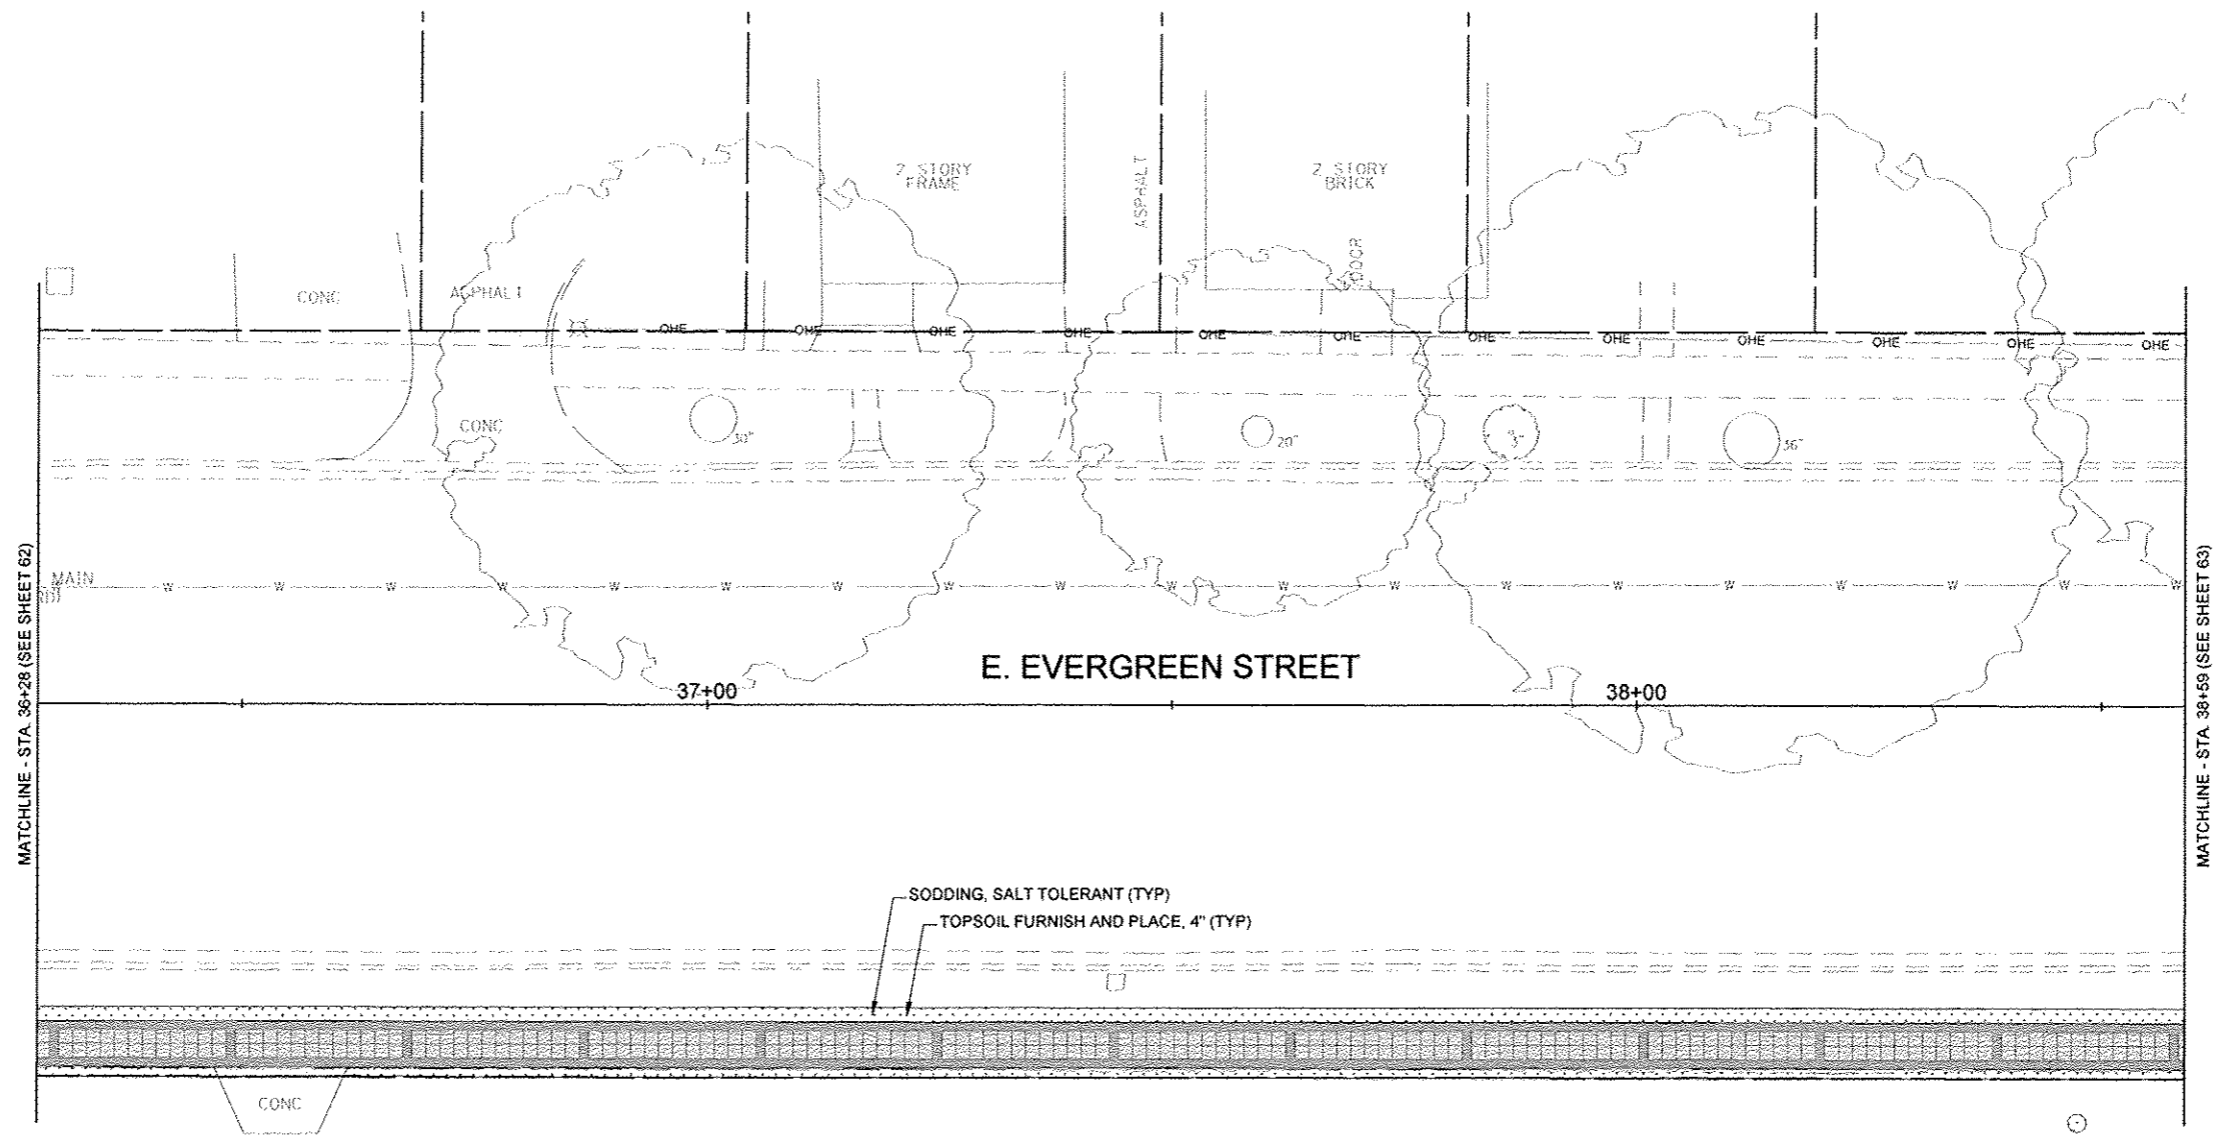 2 STORY
FRAME
ASPHALT
2 STORY
BRICK
DOOR
CONC
ASPHALT
OHE OHE OHE OHE OHE OHE OHE OHE OHE OHE OHE OHE
CONC
30"
20"
3"
36"
MAIN
W W W W W W W W W W W W W W W W W W W
E. EVERGREEN STREET
37+00
38+00
MATCHLINE - STA. 36+28 (SEE SHEET 62)
MATCHLINE - STA. 38+59 (SEE SHEET 63)
SODDING, SALT TOLERANT (TYP)
TOPSOIL FURNISH AND PLACE, 4" (TYP)
CONC